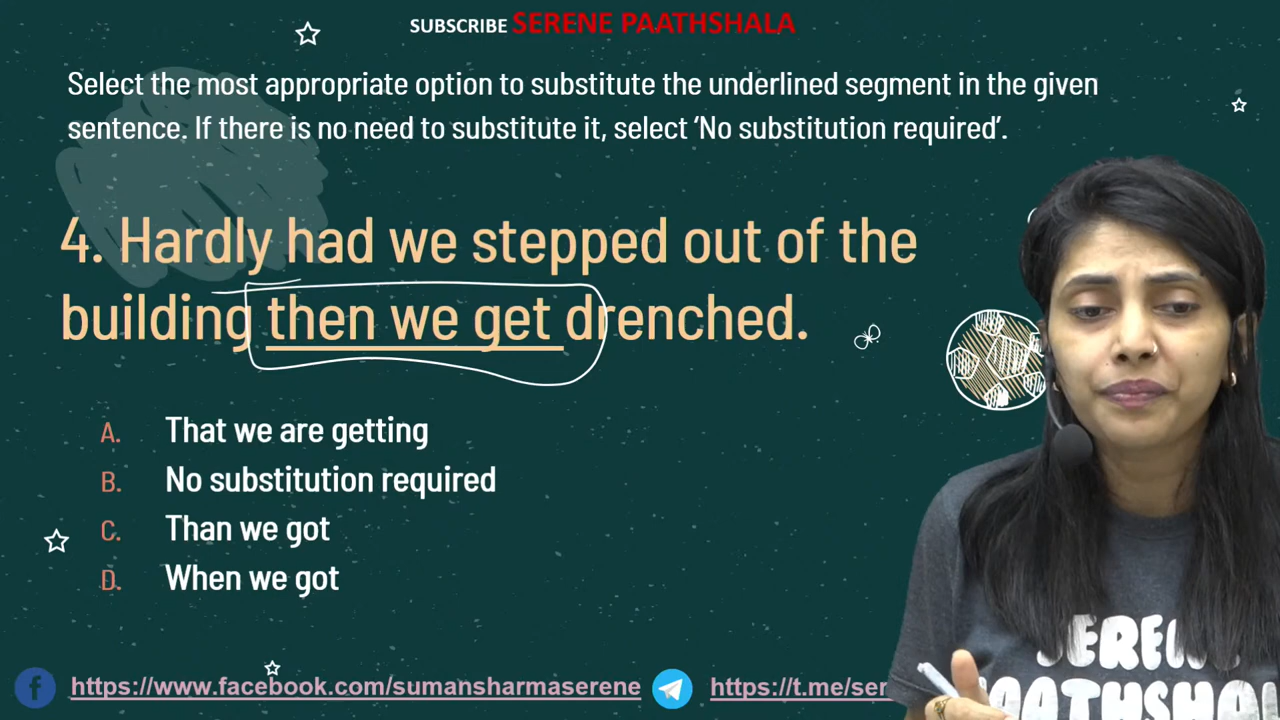 SUBSCRIBE SERENE PAATHSHALA
Select the most appropriate option to substitute the underlined segment in the given
sentence. If there is no need to substitute it, select ‘No substitution required’.
4. Hardly had we stepped out of the
building then we get drenched.
A. That we are getting
B. No substitution required
C. Than we got
D. When we got
https://www.facebook.com/sumansharmaserene
https://t.me/ser